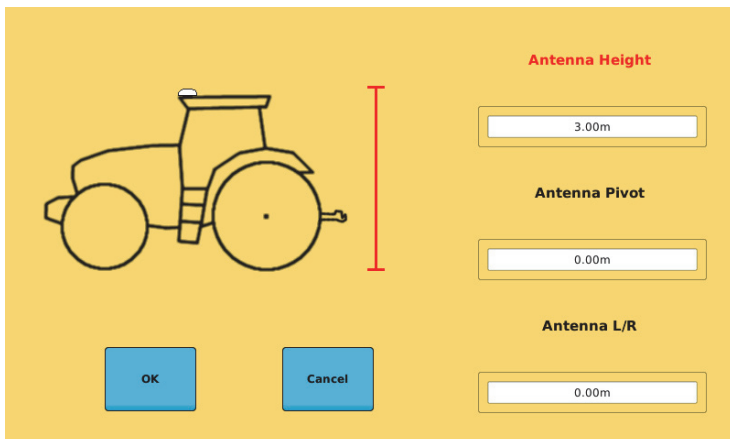 Antenna Height
3.00m
Antenna Pivot
0.00m
Antenna L/R
0.00m
OK
Cancel